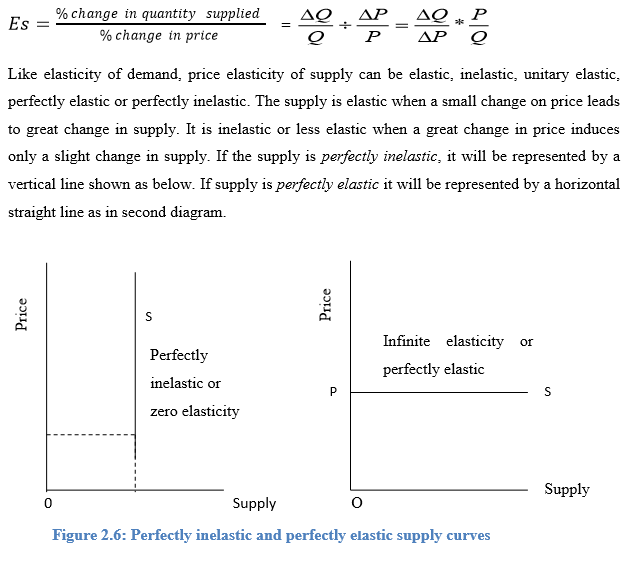 Es = % change in quantity supplied / % change in price = ΔQ/Q ÷ ΔP/P = ΔQ/ΔP * P/Q
Like elasticity of demand, price elasticity of supply can be elastic, inelastic, unitary elastic,
perfectly elastic or perfectly inelastic. The supply is elastic when a small change on price leads
to great change in supply. It is inelastic or less elastic when a great change in price induces
only a slight change in supply. If the supply is perfectly inelastic, it will be represented by a
vertical line shown as below. If supply is perfectly elastic it will be represented by a horizontal
straight line as in second diagram.
Price
S
Perfectly
inelastic or
zero elasticity
0
Supply
Price
Infinite elasticity or
perfectly elastic
P
S
O
Supply
Figure 2.6: Perfectly inelastic and perfectly elastic supply curves